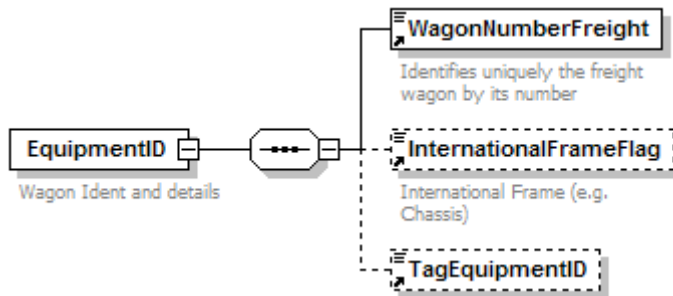 WagonNumberFreight
Identifies uniquely the freight
wagon by its number
EquipmentID
Wagon Ident and details
InternationalFrameFlag
International Frame (e.g.
Chassis)
TagEquipmentID